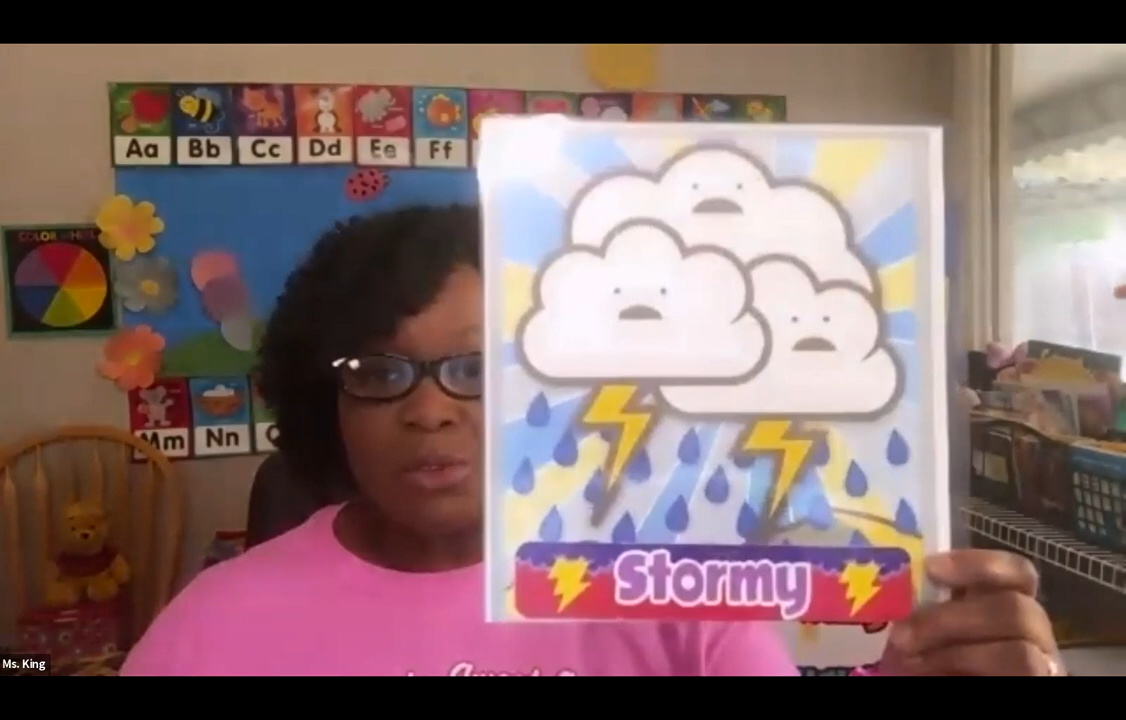 COLOR WHEEL
Aa Bb Cc Dd Ee Ff
Mm Nn
Stormy
Ms. King